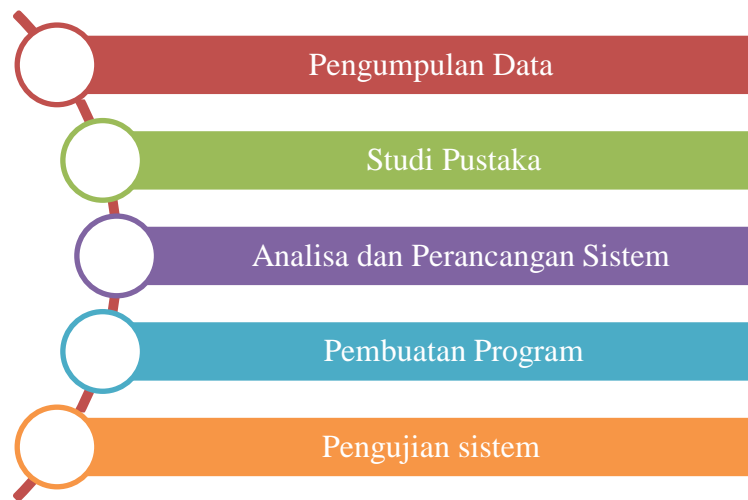 Pengumpulan Data
Studi Pustaka
Analisa dan Perancangan Sistem
Pembuatan Program
Pengujian sistem